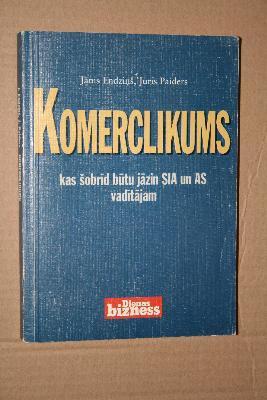 Jānis Endziņš, Juris Paiders
KOMERCLIKUMS
kas šobrīd būtu jāzin SIA un AS
vadītājam
Dienas
bizness